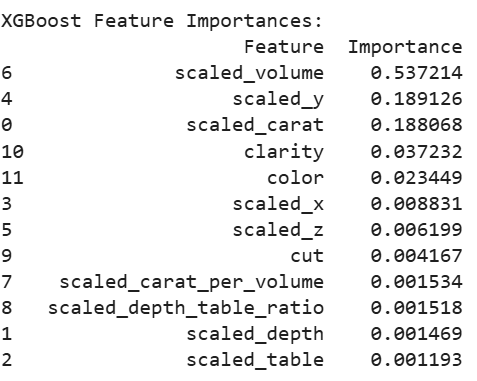 XGBoost Feature Importances:
Feature Importance
6 scaled_volume 0.537214
4 scaled_y 0.189126
0 scaled_carat 0.188068
10 clarity 0.037232
11 color 0.023449
3 scaled_x 0.008831
5 scaled_z 0.006199
9 cut 0.004167
7 scaled_carat_per_volume 0.001534
8 scaled_depth_table_ratio 0.001518
1 scaled_depth 0.001469
2 scaled_table 0.001193